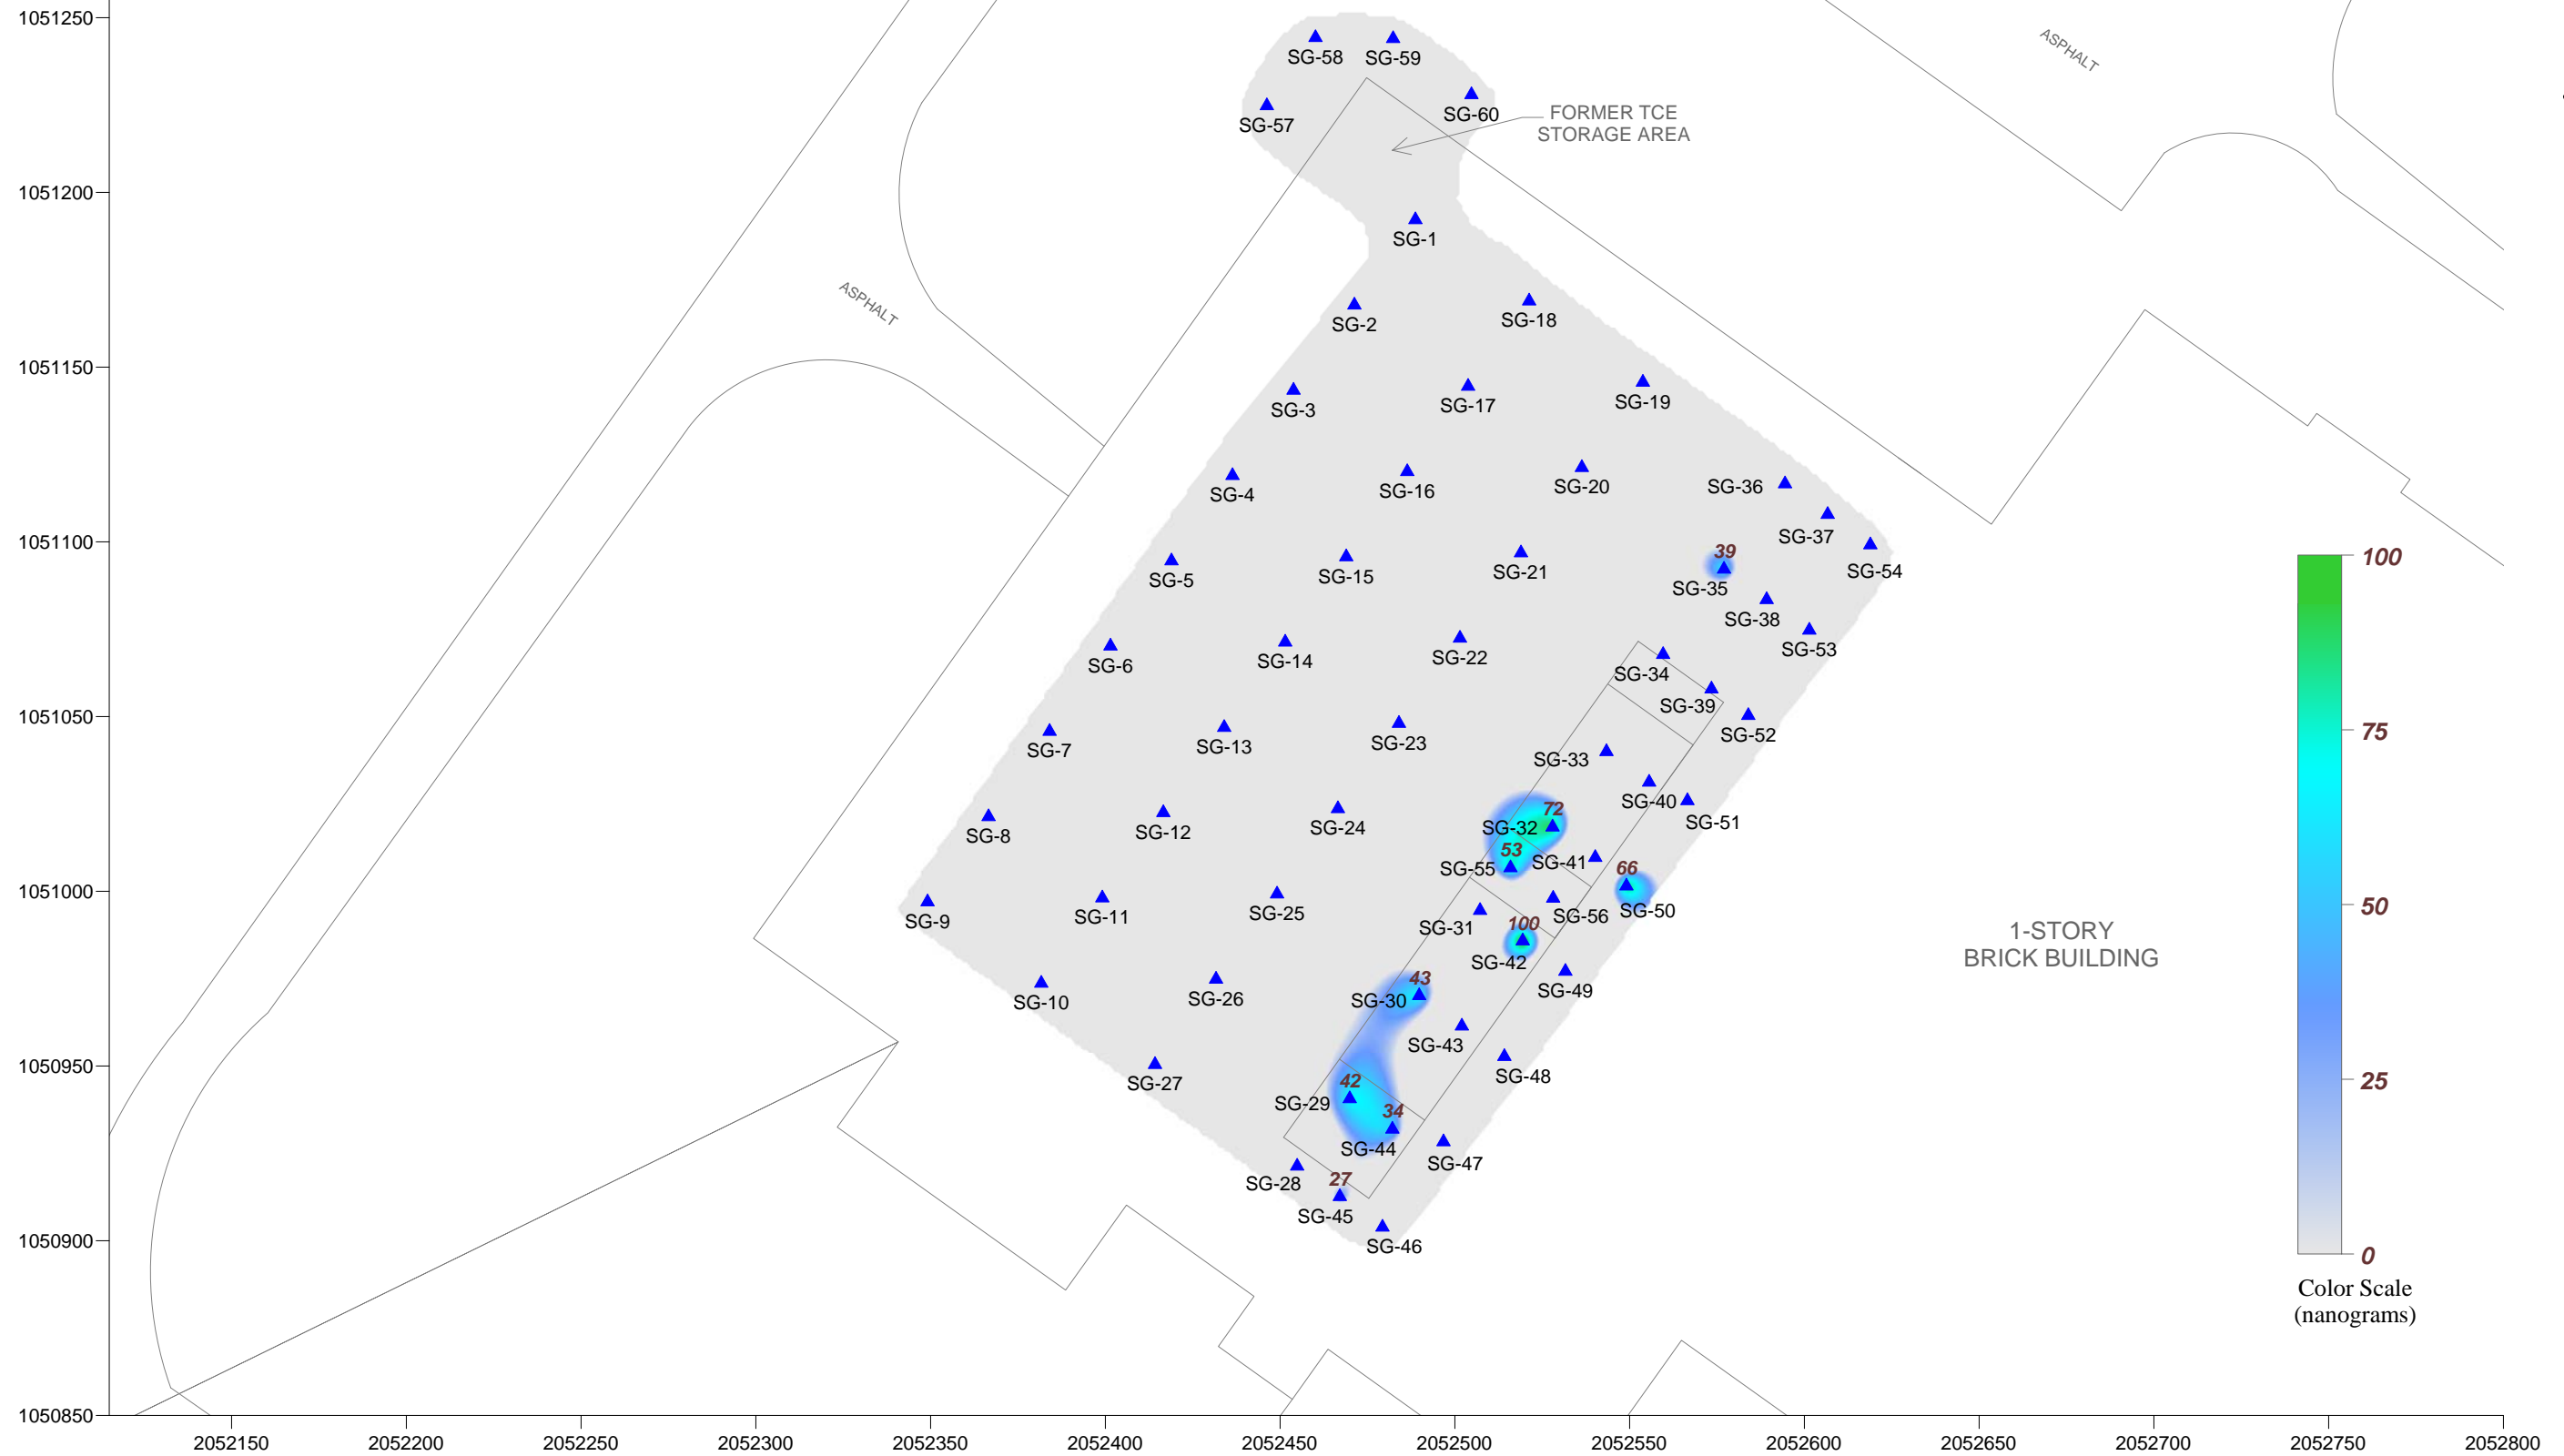 1051250
1051200
1051150
1051100
1051050
1051000
1050950
1050900
1050850
2052150
2052200
2052250
2052300
2052350
2052400
2052450
2052500
2052550
2052600
2052650
2052700
2052750
2052800
ASPHALT
ASPHALT
FORMER TCE
STORAGE AREA
1-STORY
BRICK BUILDING
SG-58
SG-59
SG-57
SG-60
SG-1
SG-2
SG-18
SG-3
SG-17
SG-19
SG-4
SG-16
SG-20
SG-36
SG-37
SG-54
SG-5
SG-15
SG-21
39
SG-35
SG-38
SG-53
SG-6
SG-14
SG-22
SG-34
SG-39
SG-52
SG-7
SG-13
SG-23
SG-33
SG-40
SG-51
SG-8
SG-12
SG-24
72
SG-32
53
SG-55
SG-41
66
SG-50
SG-9
SG-11
SG-25
SG-31
SG-56
100
SG-42
SG-49
SG-10
SG-26
43
SG-30
SG-43
SG-48
SG-27
42
SG-29
34
SG-44
SG-47
SG-28
27
SG-45
SG-46
100
75
50
25
0
Color Scale
(nanograms)